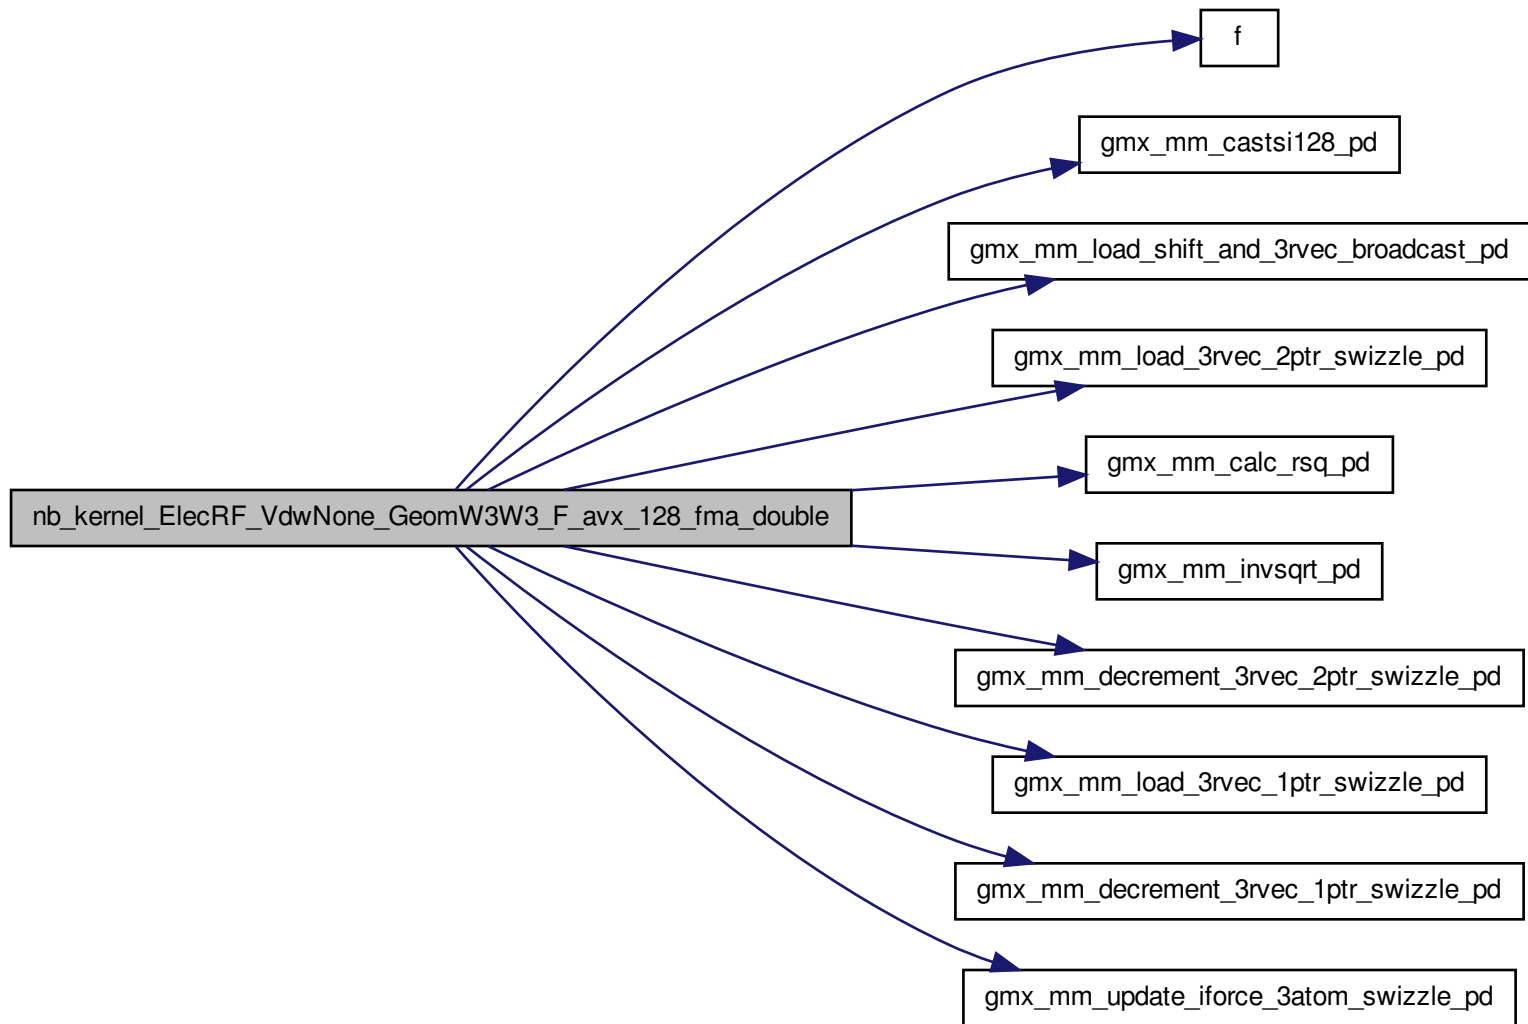 f
gmx_mm_castsi128_pd
gmx_mm_load_shift_and_3rvec_broadcast_pd
gmx_mm_load_3rvec_2ptr_swizzle_pd
gmx_mm_calc_rsq_pd
nb_kernel_ElecRF_VdwNone_GeomW3W3_F_avx_128_fma_double
gmx_mm_invsqrt_pd
gmx_mm_decrement_3rvec_2ptr_swizzle_pd
gmx_mm_load_3rvec_1ptr_swizzle_pd
gmx_mm_decrement_3rvec_1ptr_swizzle_pd
gmx_mm_update_iforce_3atom_swizzle_pd